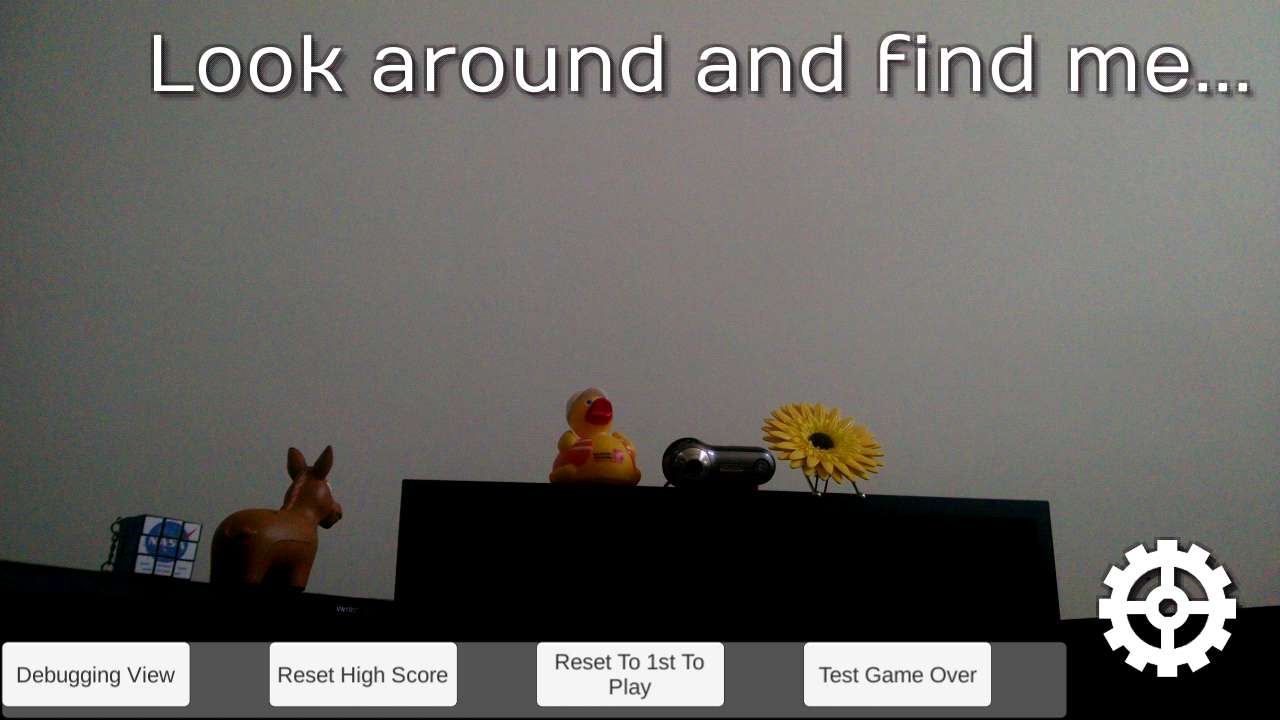 Look around and find me...
Debugging View
Reset High Score
Reset To 1st To
Play
Test Game Over